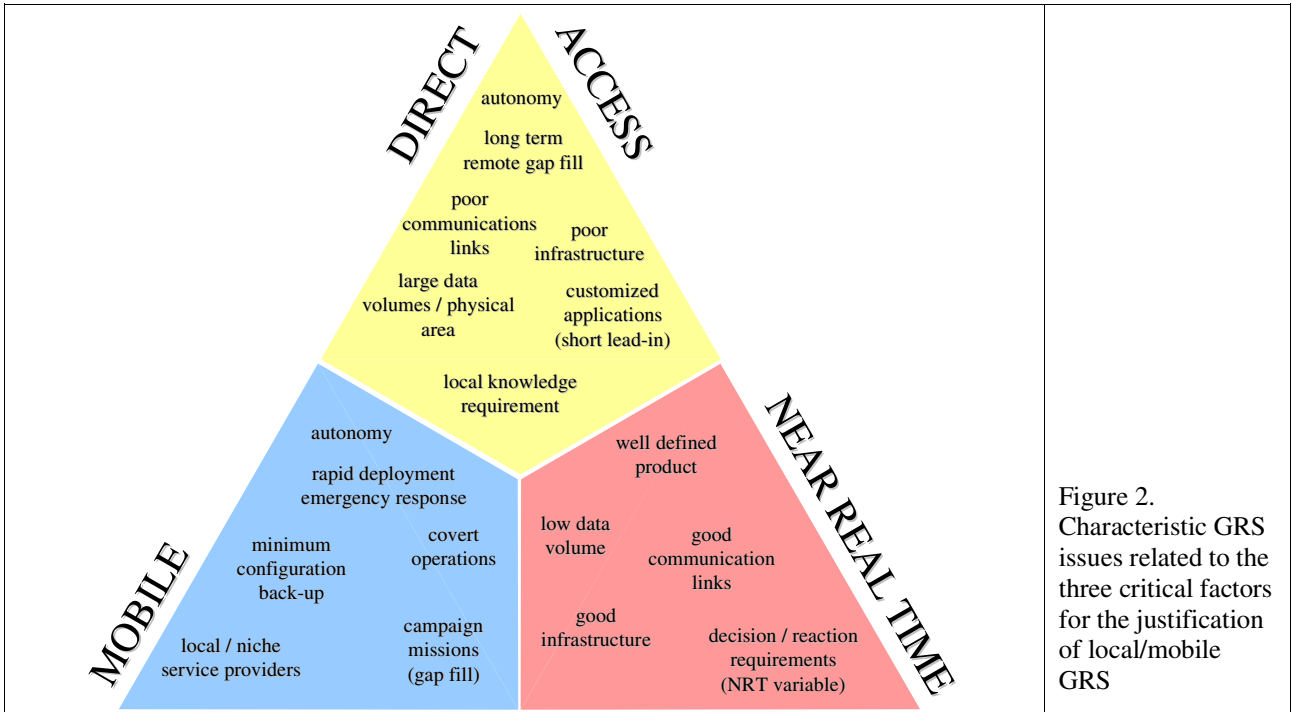 DIRECT
ACCESS
autonomy
long term
remote gap fill
poor
communications
links
poor
infrastructure
large data
volumes / physical
area
customized
applications
(short lead-in)
local knowledge
requirement
MOBILE
autonomy
rapid deployment
emergency response
minimum
configuration
back-up
covert
operations
local / niche
service providers
campaign
missions
(gap fill)
NEAR REAL TIME
well defined
product
low data
volume
good
communication
links
good
infrastructure
decision / reaction
requirements
(NRT variable)
Figure 2.
Characteristic GRS
issues related to the
three critical factors
for the justification
of local/mobile
GRS